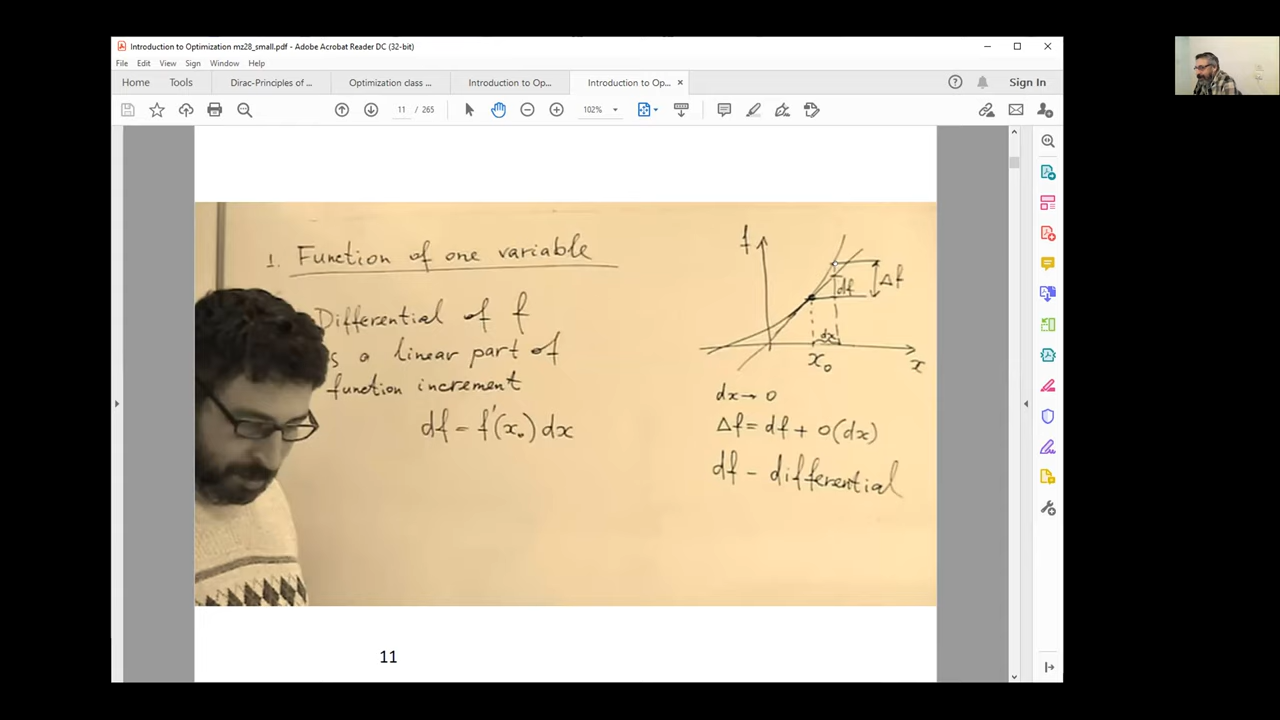 Introduction to Optimization mz28_small.pdf - Adobe Acrobat Reader DC (32-bit)
File Edit View Sign Window Help
Home Tools Dirac-Principles of ... Optimization class ... Introduction to Op... Introduction to Op... × Sign In
11 / 265 102%
1. Function of one variable
Differential of f
s a linear part of
function increment
df = f'(x₀) dx
f
df
Δf
dx
x₀
x
dx → 0
Δf = df + o(dx)
df - differential
11